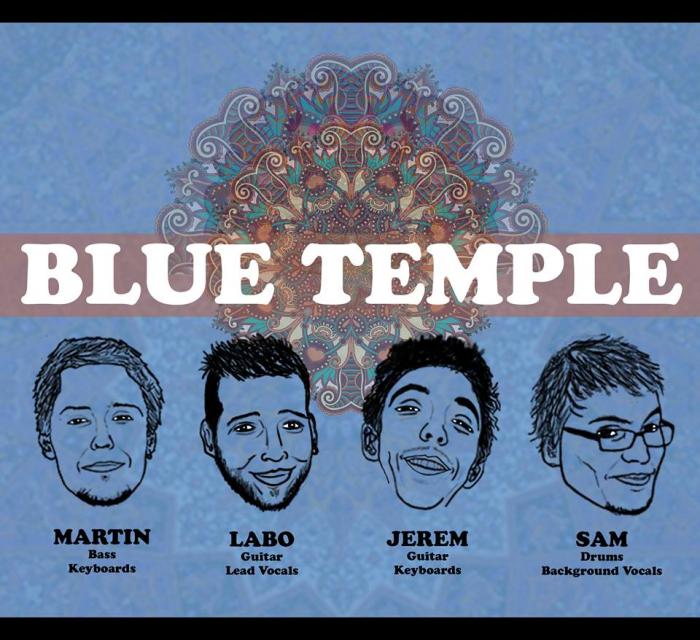 BLUE TEMPLE
MARTIN
Bass
Keyboards
LABO
Guitar
Lead Vocals
JEREM
Guitar
Keyboards
SAM
Drums
Background Vocals